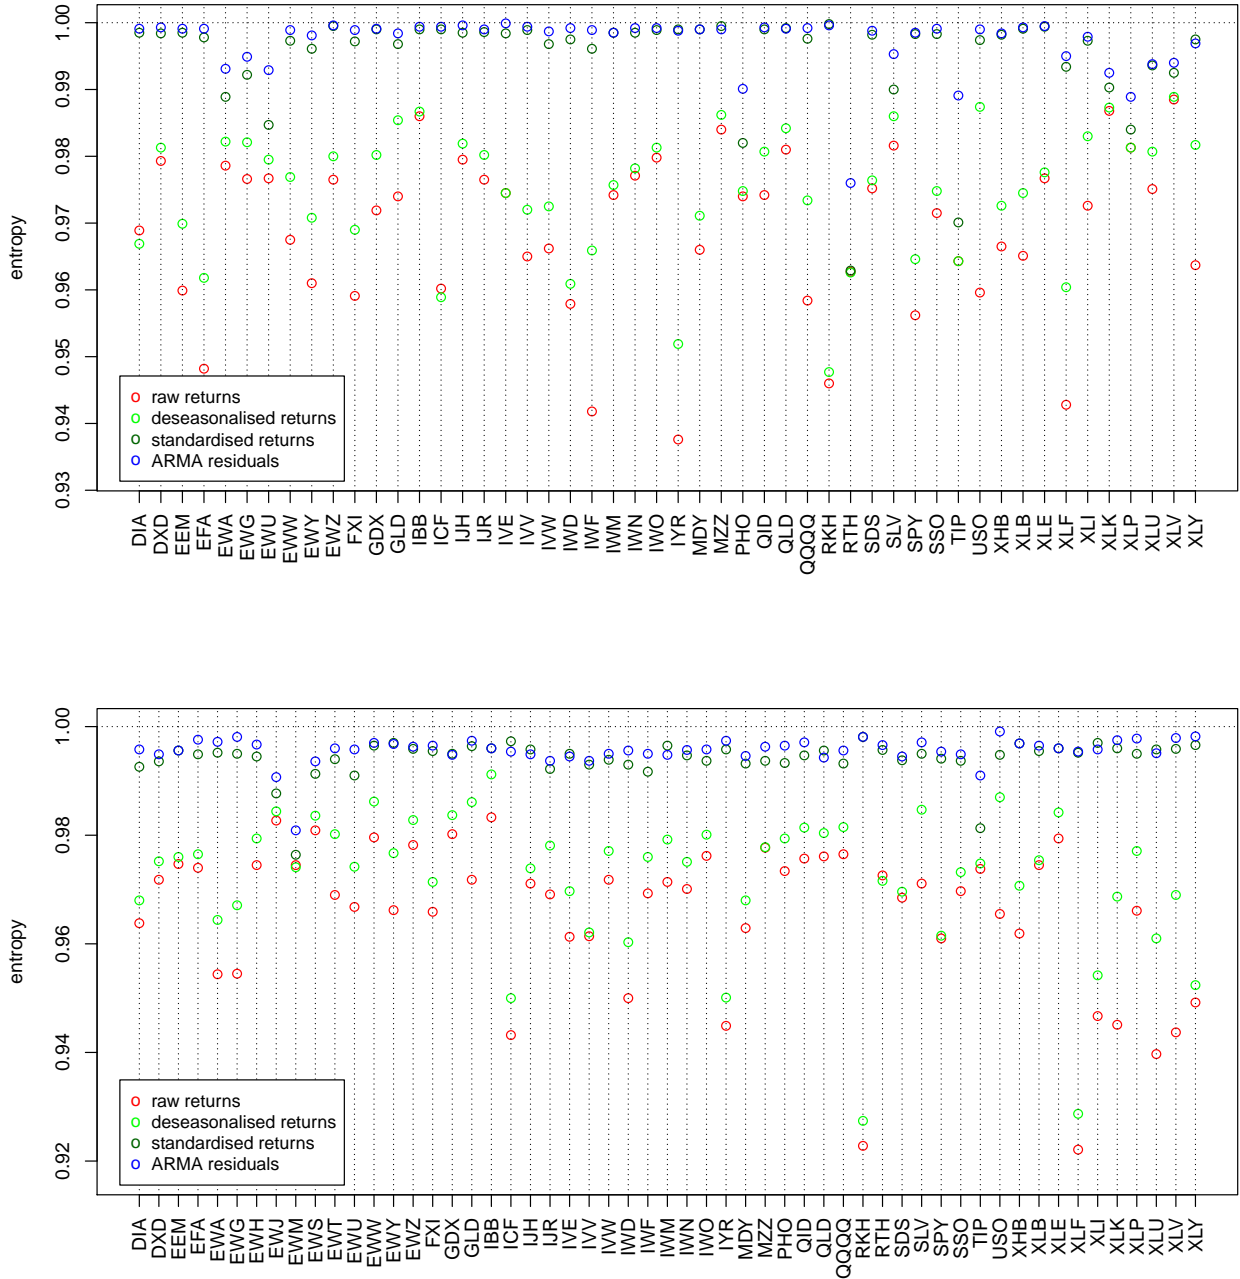 entropy
1.00
0.99
0.98
0.97
0.96
0.95
0.94
0.93
raw returns
deseasonalised returns
standardised returns
ARMA residuals
DIA DXD EEM EFA EWA EWG EWU EWW EWY EWZ FXI GDX GLD IBB ICF IJH IJR IVE IVV IVW IWD IWF IWM IWN IWO IYR MDY MZZ PHO QID QLD QQQQ RKH RTH SDS SLV SPY SSO TIP USO XHB XLB XLE XLF XLI XLK XLP XLU XLV XLY
entropy
1.00
0.98
0.96
0.94
0.92
raw returns
deseasonalised returns
standardised returns
ARMA residuals
DIA DXD EEM EFA EWA EWG EWH EWJ EWM EWS EWT EWU EWW EWY EWZ FXI GDX GLD IBB ICF IJH IJR IVE IVV IVW IWD IWF IWM IWN IWO IYR MDY MZZ PHO QID QLD QQQQ RKH RTH SDS SLV SPY SSO TIP USO XHB XLB XLE XLF XLI XLK XLP XLU XLV XLY